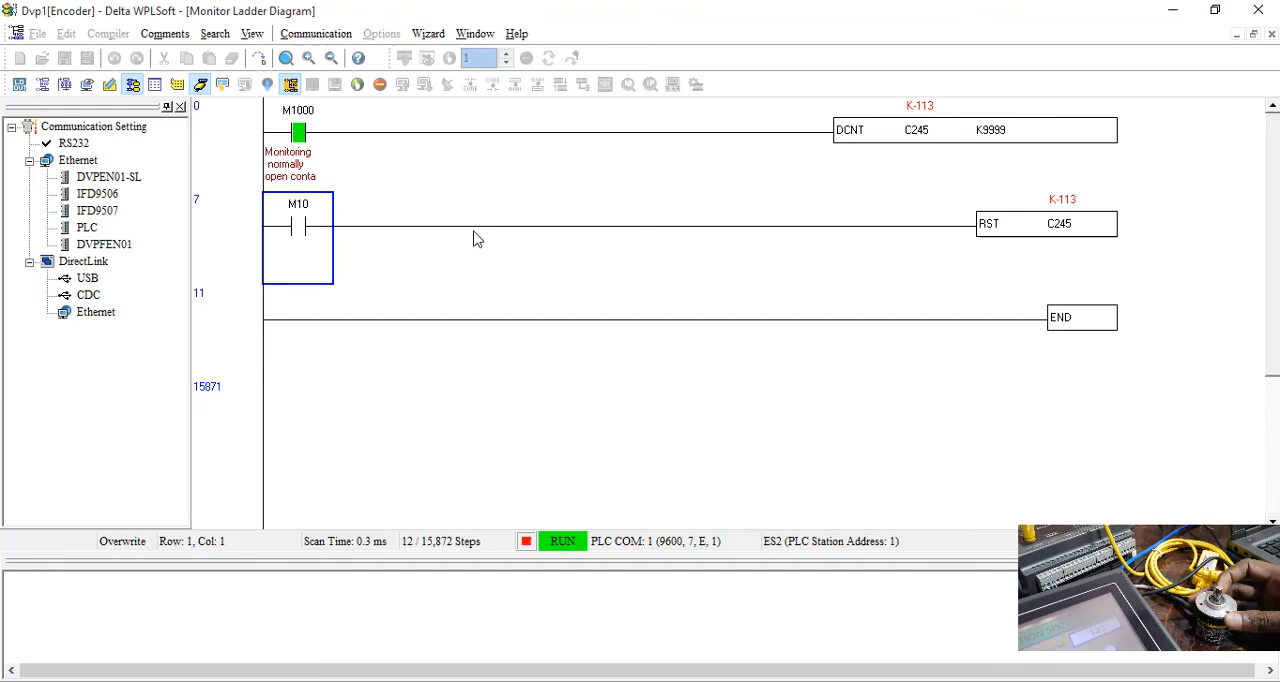 Dvp1[Encoder] - Delta WPLSoft - [Monitor Ladder Diagram]
File Edit Compiler Comments Search View Communication Options Wizard Window Help
1
Communication Setting
RS232
Ethernet
DVPEN01-SL
IFD9506
IFD9507
PLC
DVPFEN01
DirectLink
USB
CDC
Ethernet
0
M1000
K-113
DCNT C245 K9999
Monitoring
normally
open conta
7
M10
K-113
RST C245
11
END
15871
Overwrite Row: 1, Col: 1 Scan Time: 0.3 ms 12 / 15,872 Steps RUN PLC COM: 1 (9600, 7, E, 1) ES2 (PLC Station Address: 1)